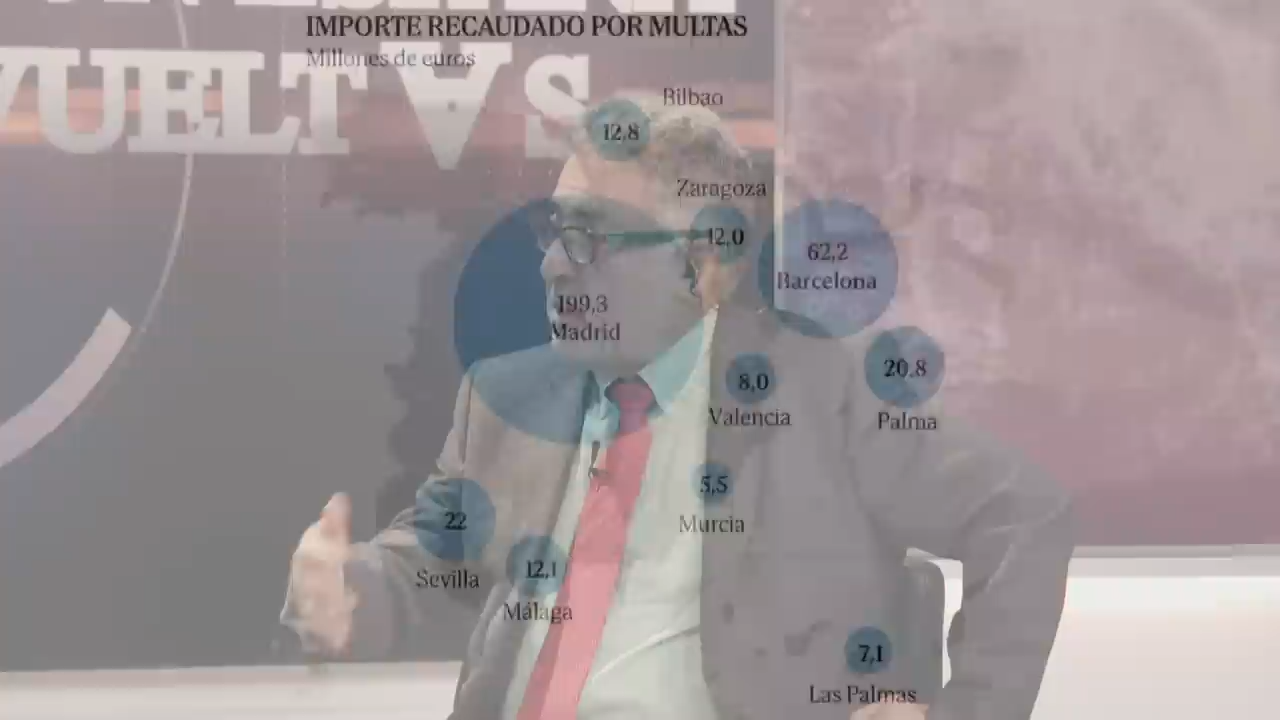 VUELTAS
IMPORTE RECAUDADO POR MULTAS
Millones de euros
Bilbao
12,8
Zaragoza
12,0
62,2
Barcelona
199,3
Madrid
20,8
Palma
8,0
Valencia
5,5
Murcia
22
Sevilla
12,1
Málaga
7,1
Las Palmas